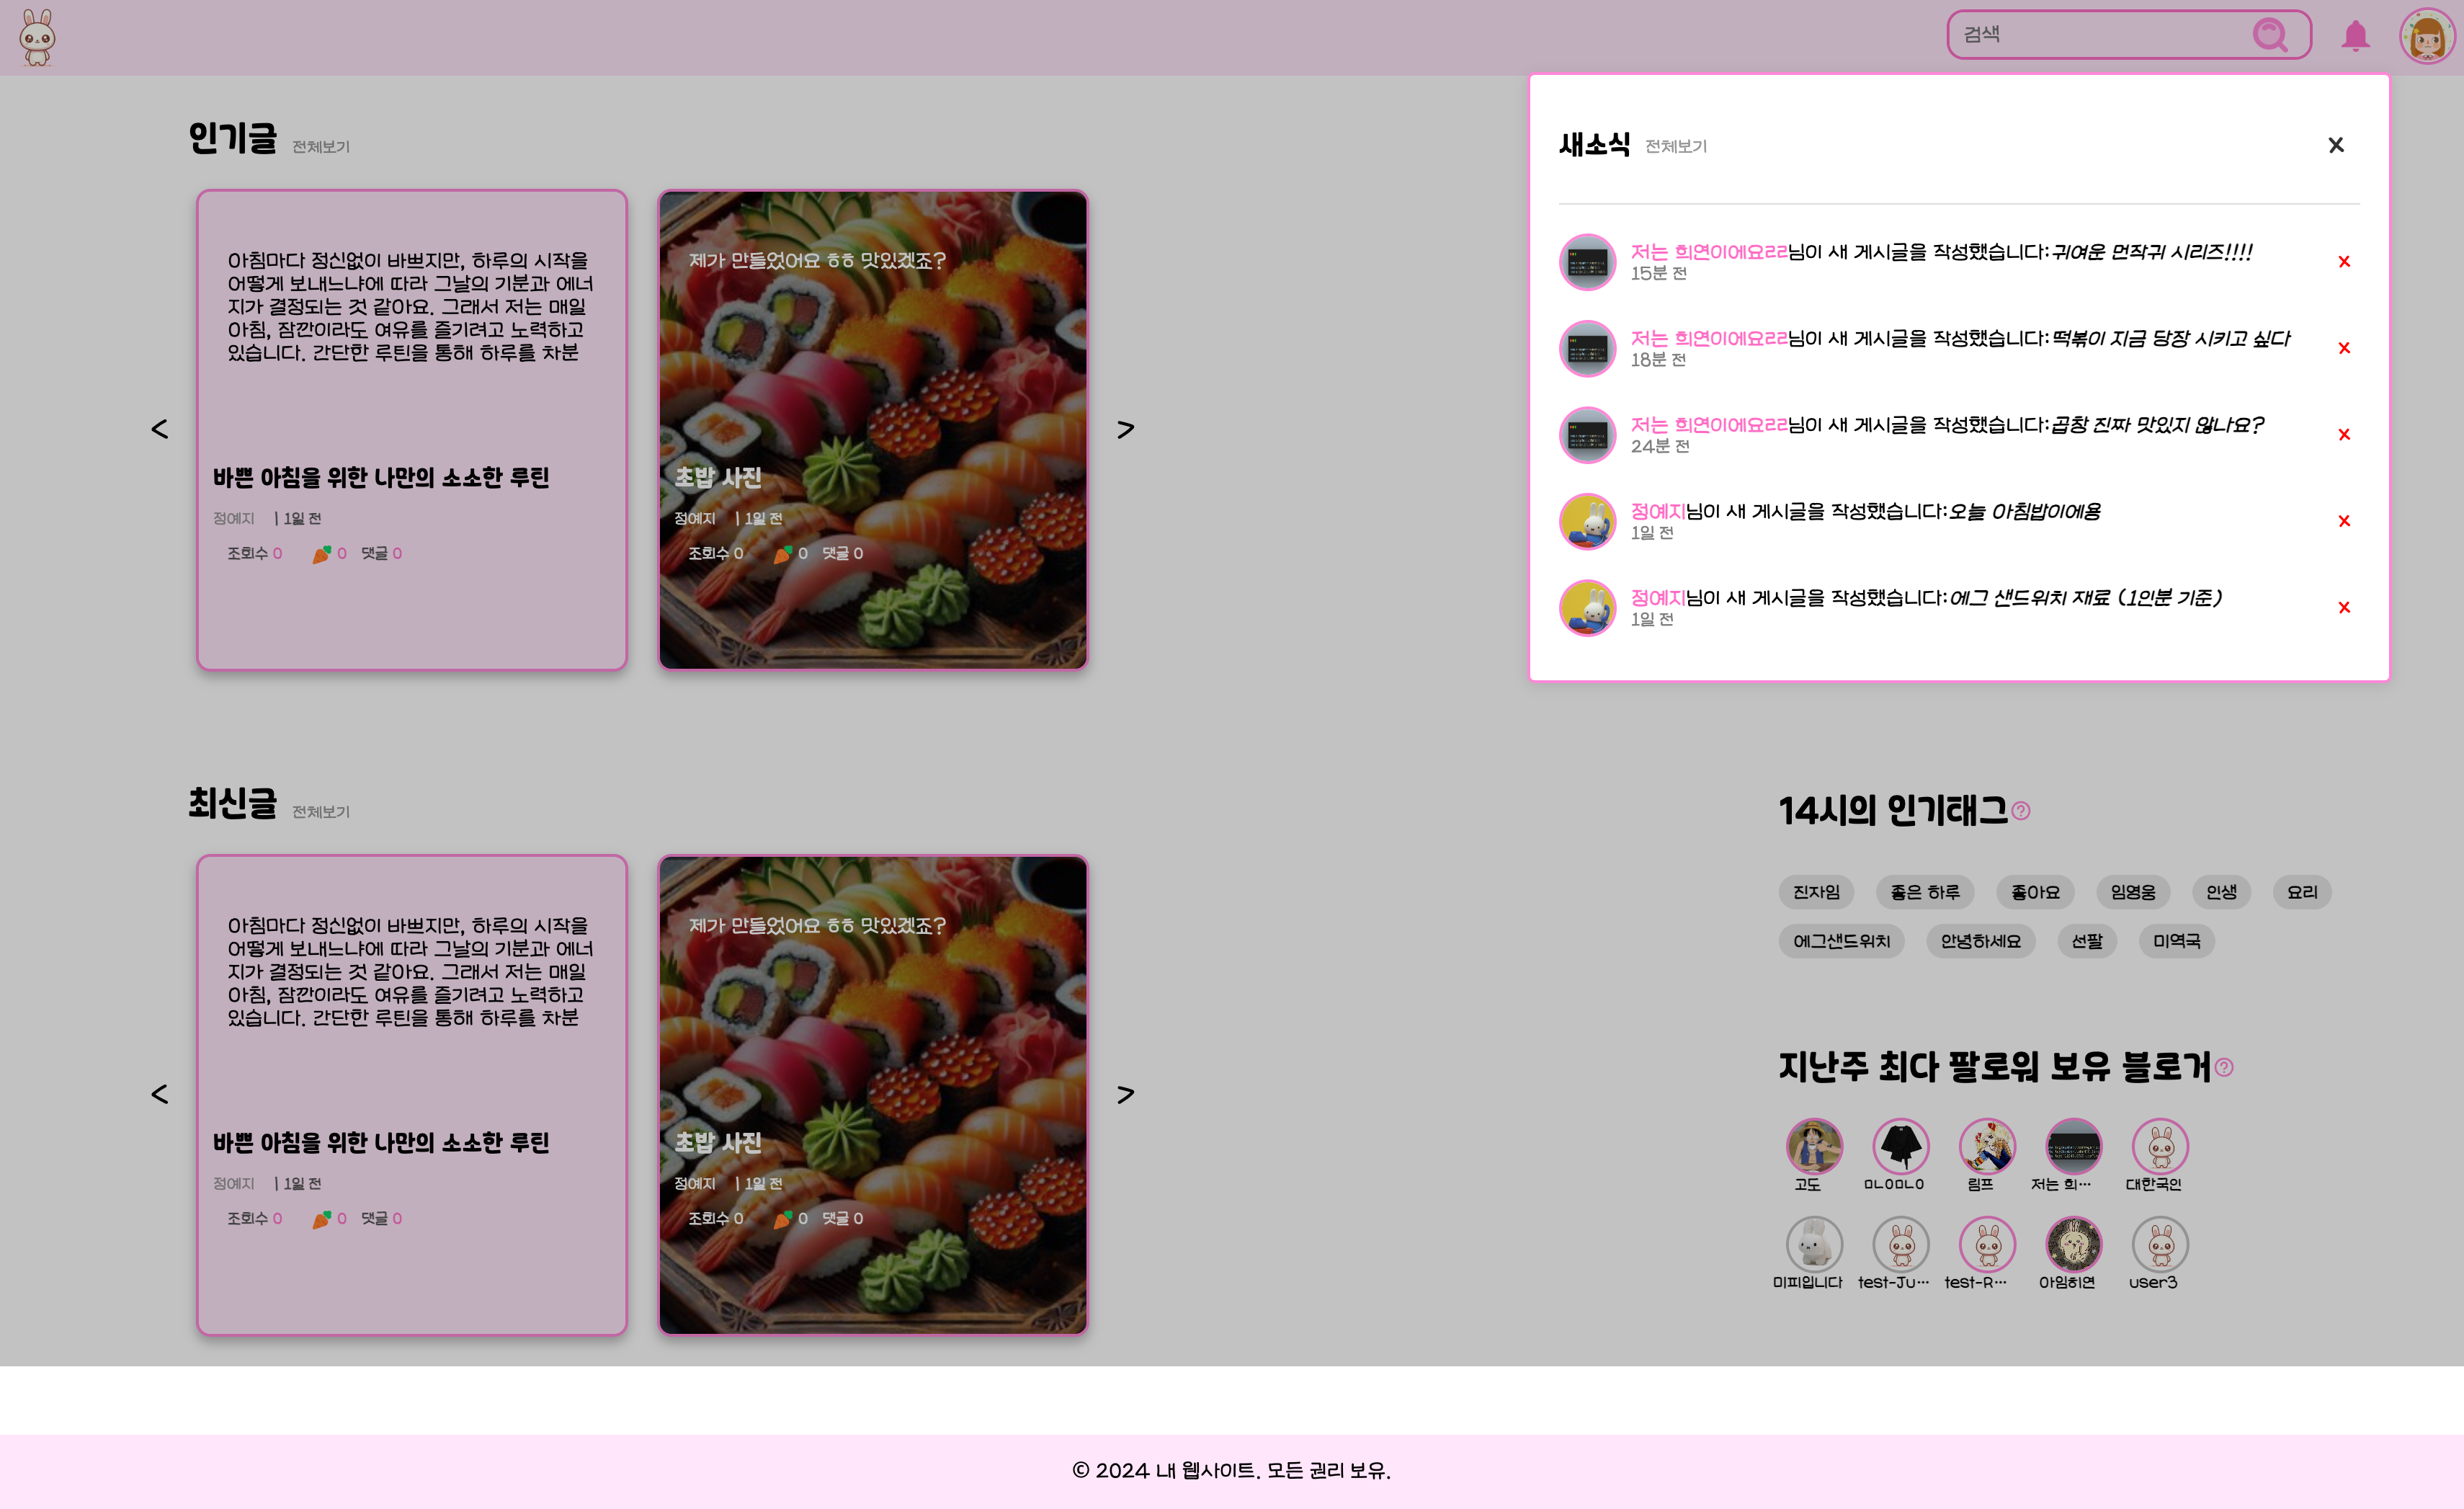 검색
인기글 전체보기
아침마다 정신없이 바쁘지만, 하루의 시작을
어떻게 보내느냐에 따라 그날의 기분과 에너
지가 결정되는 것 같아요. 그래서 저는 매일
아침, 잠깐이라도 여유를 즐기려고 노력하고
있습니다. 간단한 루틴을 통해 하루를 차분
바쁜 아침을 위한 나만의 소소한 루틴
정예지 | 1일 전
조회수 0 0 댓글 0
제가 만들었어요 ㅎㅎ 맛있겠죠?
초밥 사진
정예지 | 1일 전
조회수 0 0 댓글 0
< >
새소식 전체보기 ×
저는 희연이에요ㄹㄹ님이 새 게시글을 작성했습니다:귀여운 먼작귀 시리즈!!!! ×
15분 전
저는 희연이에요ㄹㄹ님이 새 게시글을 작성했습니다:떡볶이 지금 당장 시키고 싶다 ×
18분 전
저는 희연이에요ㄹㄹ님이 새 게시글을 작성했습니다:곱창 진짜 맛있지 않나요? ×
24분 전
정예지님이 새 게시글을 작성했습니다:오늘 아침밥이에용 ×
1일 전
정예지님이 새 게시글을 작성했습니다:에그 샌드위치 재료 (1인분 기준) ×
1일 전
최신글 전체보기
아침마다 정신없이 바쁘지만, 하루의 시작을
어떻게 보내느냐에 따라 그날의 기분과 에너
지가 결정되는 것 같아요. 그래서 저는 매일
아침, 잠깐이라도 여유를 즐기려고 노력하고
있습니다. 간단한 루틴을 통해 하루를 차분
바쁜 아침을 위한 나만의 소소한 루틴
정예지 | 1일 전
조회수 0 0 댓글 0
제가 만들었어요 ㅎㅎ 맛있겠죠?
초밥 사진
정예지 | 1일 전
조회수 0 0 댓글 0
< >
14시의 인기태그?
진자임 좋은 하루 좋아요 임영웅 인생 요리
에그샌드위치 안녕하세요 선팔 미역국
지난주 최다 팔로워 보유 블로거?
고도 ㅁㄴㅇㅁㄴㅇ 림프 저는 희… 대한국인
미피입니다 test-Ju… test-R… 아임히연 user3
© 2024 내 웹사이트. 모든 권리 보유.